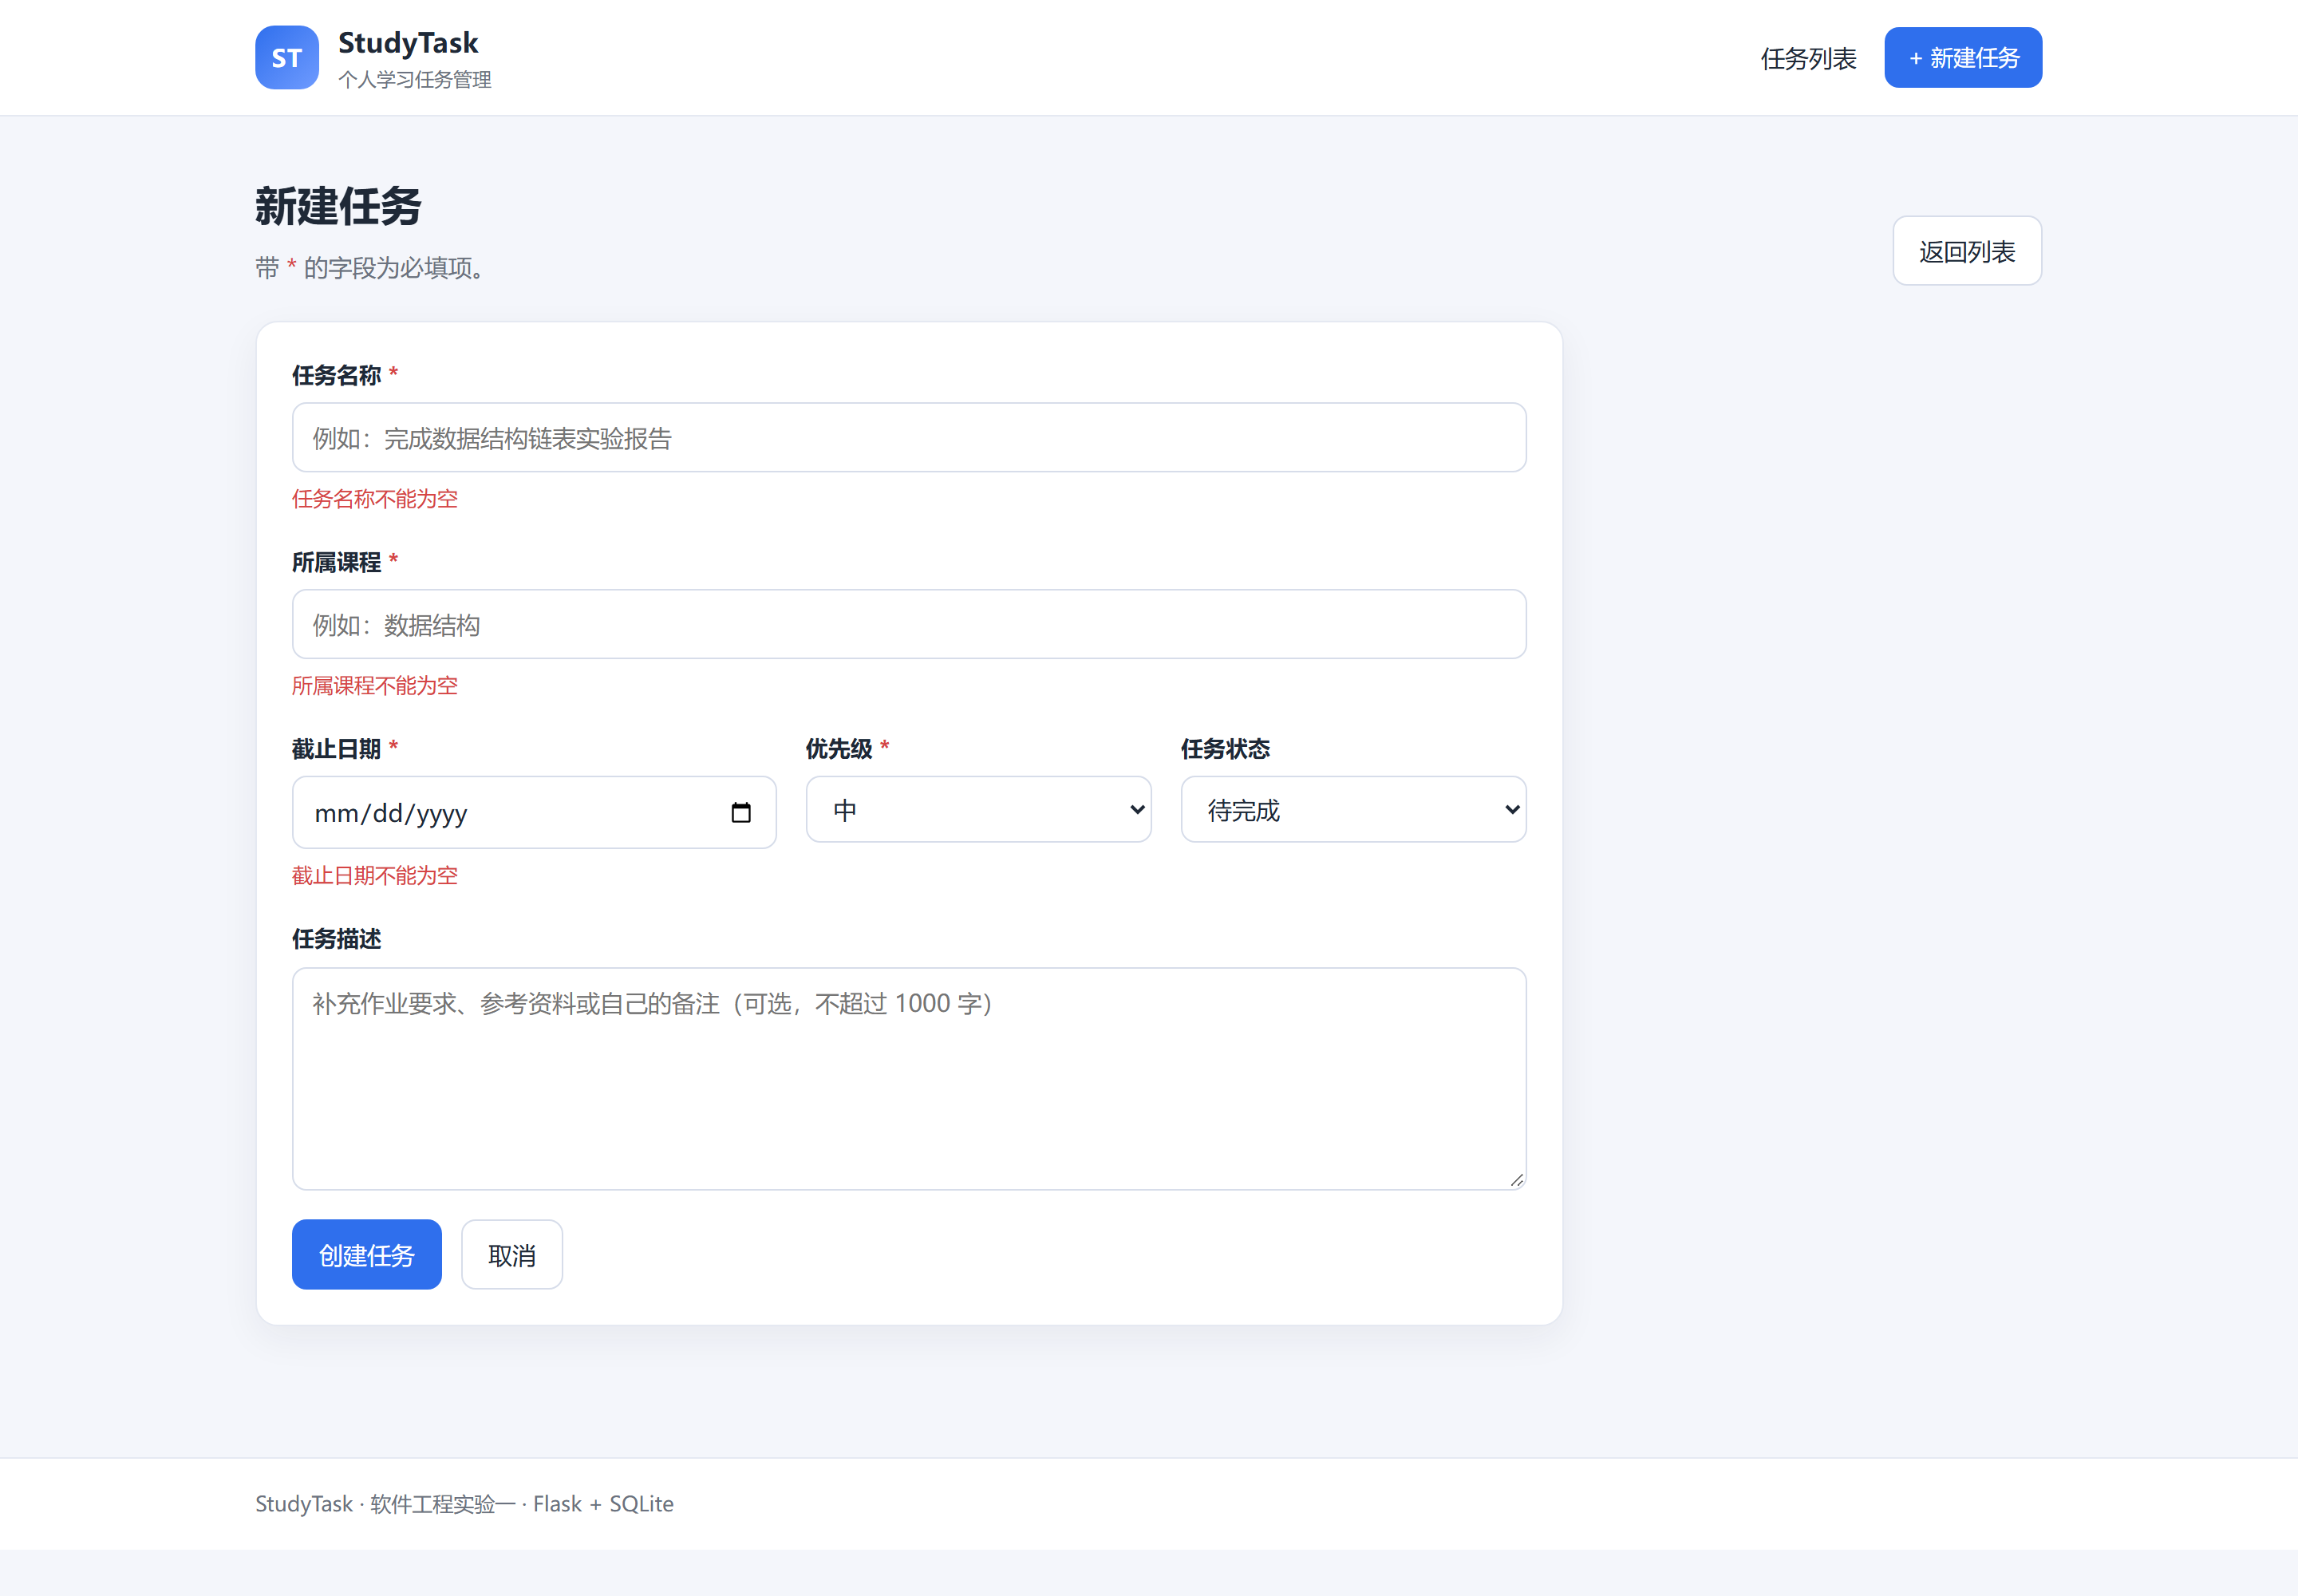 ST
StudyTask
个人学习任务管理
任务列表
+ 新建任务
新建任务
带 * 的字段为必填项。
返回列表
任务名称 *
例如：完成数据结构链表实验报告
任务名称不能为空
所属课程 *
例如：数据结构
所属课程不能为空
截止日期 *
优先级 *
任务状态
mm/dd/yyyy
中
待完成
截止日期不能为空
任务描述
补充作业要求、参考资料或自己的备注（可选，不超过 1000 字）
创建任务
取消
StudyTask · 软件工程实验一 · Flask + SQLite